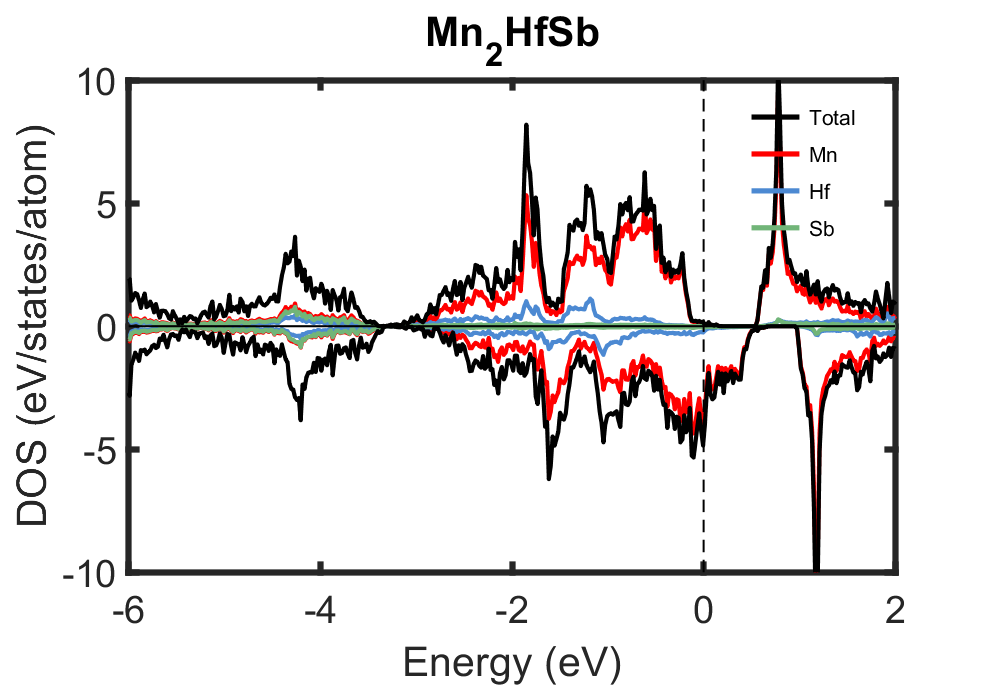 Mn2HfSb
10
5
0
-5
-10
DOS (eV/states/atom)
Total
Mn
Hf
Sb
-6 -4 -2 0 2
Energy (eV)